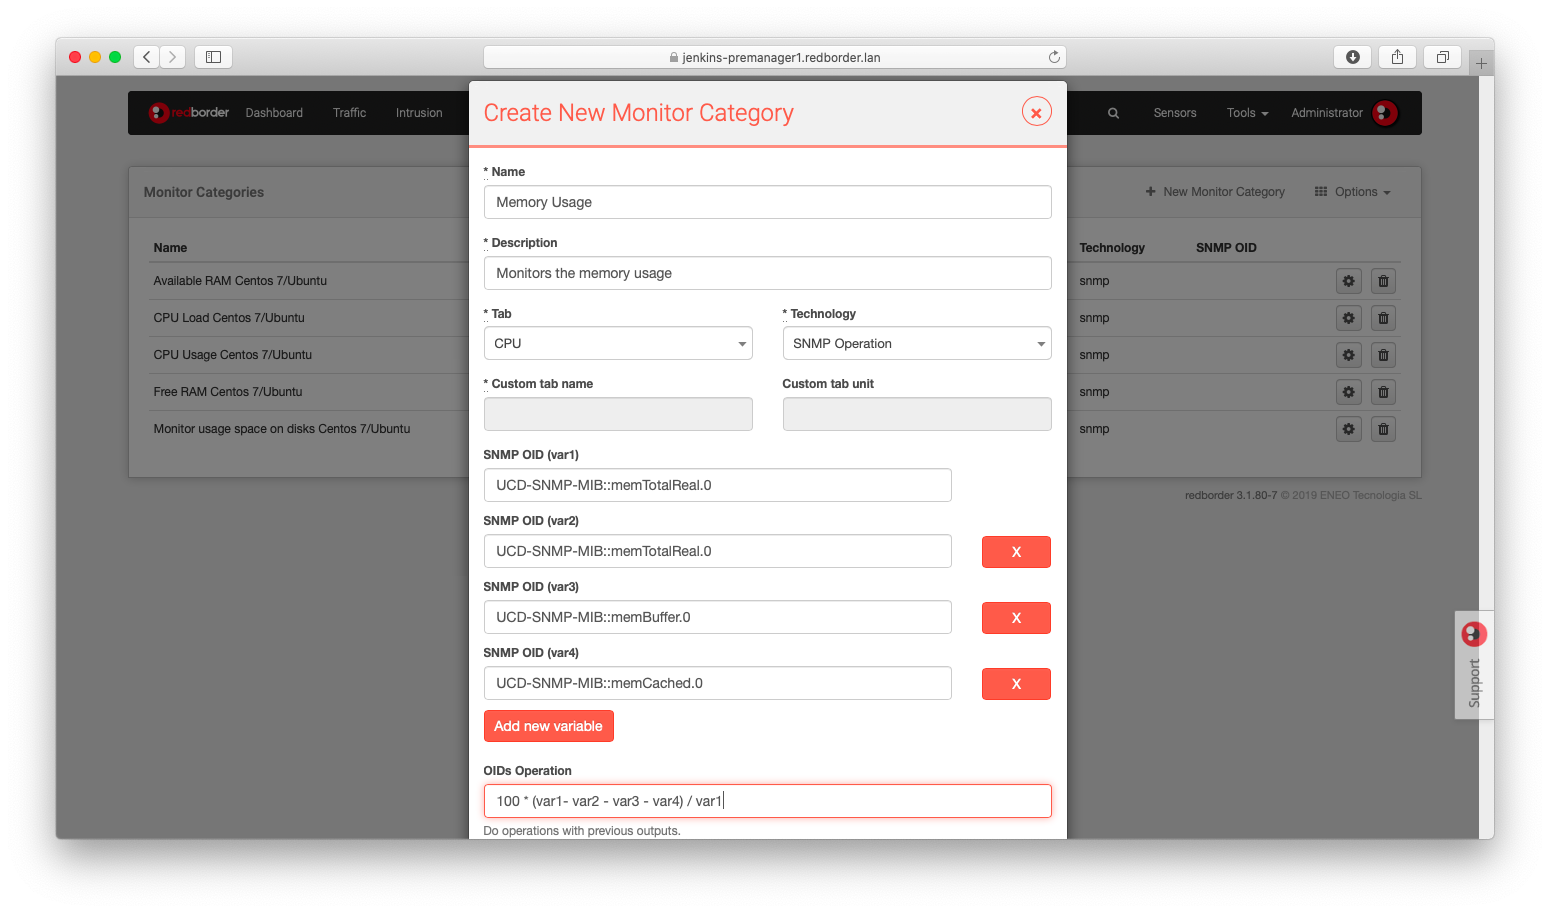 jenkins-premanager1.redborder.lan
redborder Dashboard Traffic Intrusion
Sensors Tools Administrator
Create New Monitor Category
Monitor Categories
New Monitor Category Options
Name
Technology SNMP OID
Available RAM Centos 7/Ubuntu
snmp
CPU Load Centos 7/Ubuntu
snmp
CPU Usage Centos 7/Ubuntu
snmp
Free RAM Centos 7/Ubuntu
snmp
Monitor usage space on disks Centos 7/Ubuntu
snmp
redborder 3.1.80-7 © 2019 ENEO Tecnologia SL
* Name
Memory Usage
* Description
Monitors the memory usage
* Tab * Technology
CPU SNMP Operation
* Custom tab name Custom tab unit
SNMP OID (var1)
UCD-SNMP-MIB::memTotalReal.0
SNMP OID (var2)
UCD-SNMP-MIB::memTotalReal.0 X
SNMP OID (var3)
UCD-SNMP-MIB::memBuffer.0 X
SNMP OID (var4)
UCD-SNMP-MIB::memCached.0 X
Add new variable
OIDs Operation
100 * (var1- var2 - var3 - var4) / var1
Do operations with previous outputs.
Support